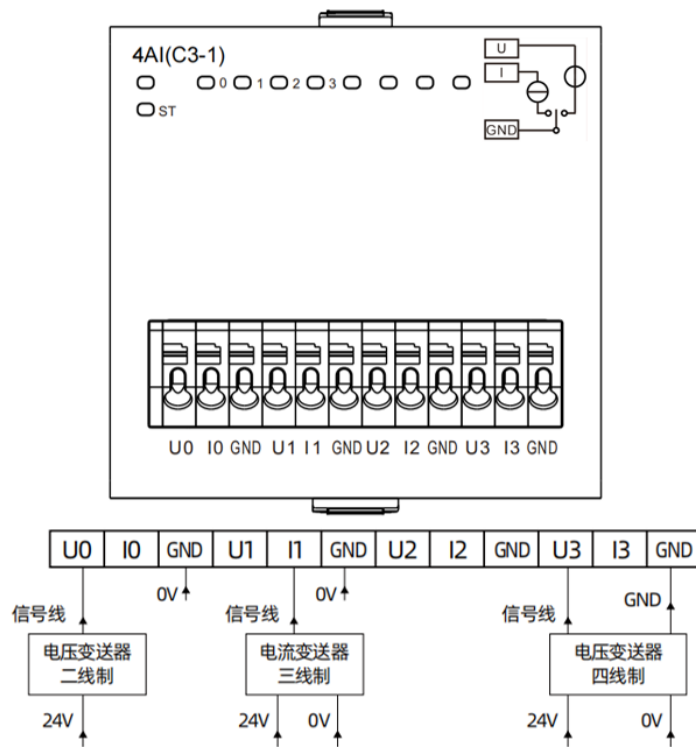 4AI(C3-1)
0 1 2 3
ST
U
I
GND
U0 I0 GND U1 I1 GND U2 I2 GND U3 I3 GND
U0 I0 GND U1 I1 GND U2 I2 GND U3 I3 GND
0V 0V
信号线 信号线 信号线 GND
电压变送器 电流变送器 电压变送器
二线制 三线制 四线制
24V 24V 0V 24V 0V